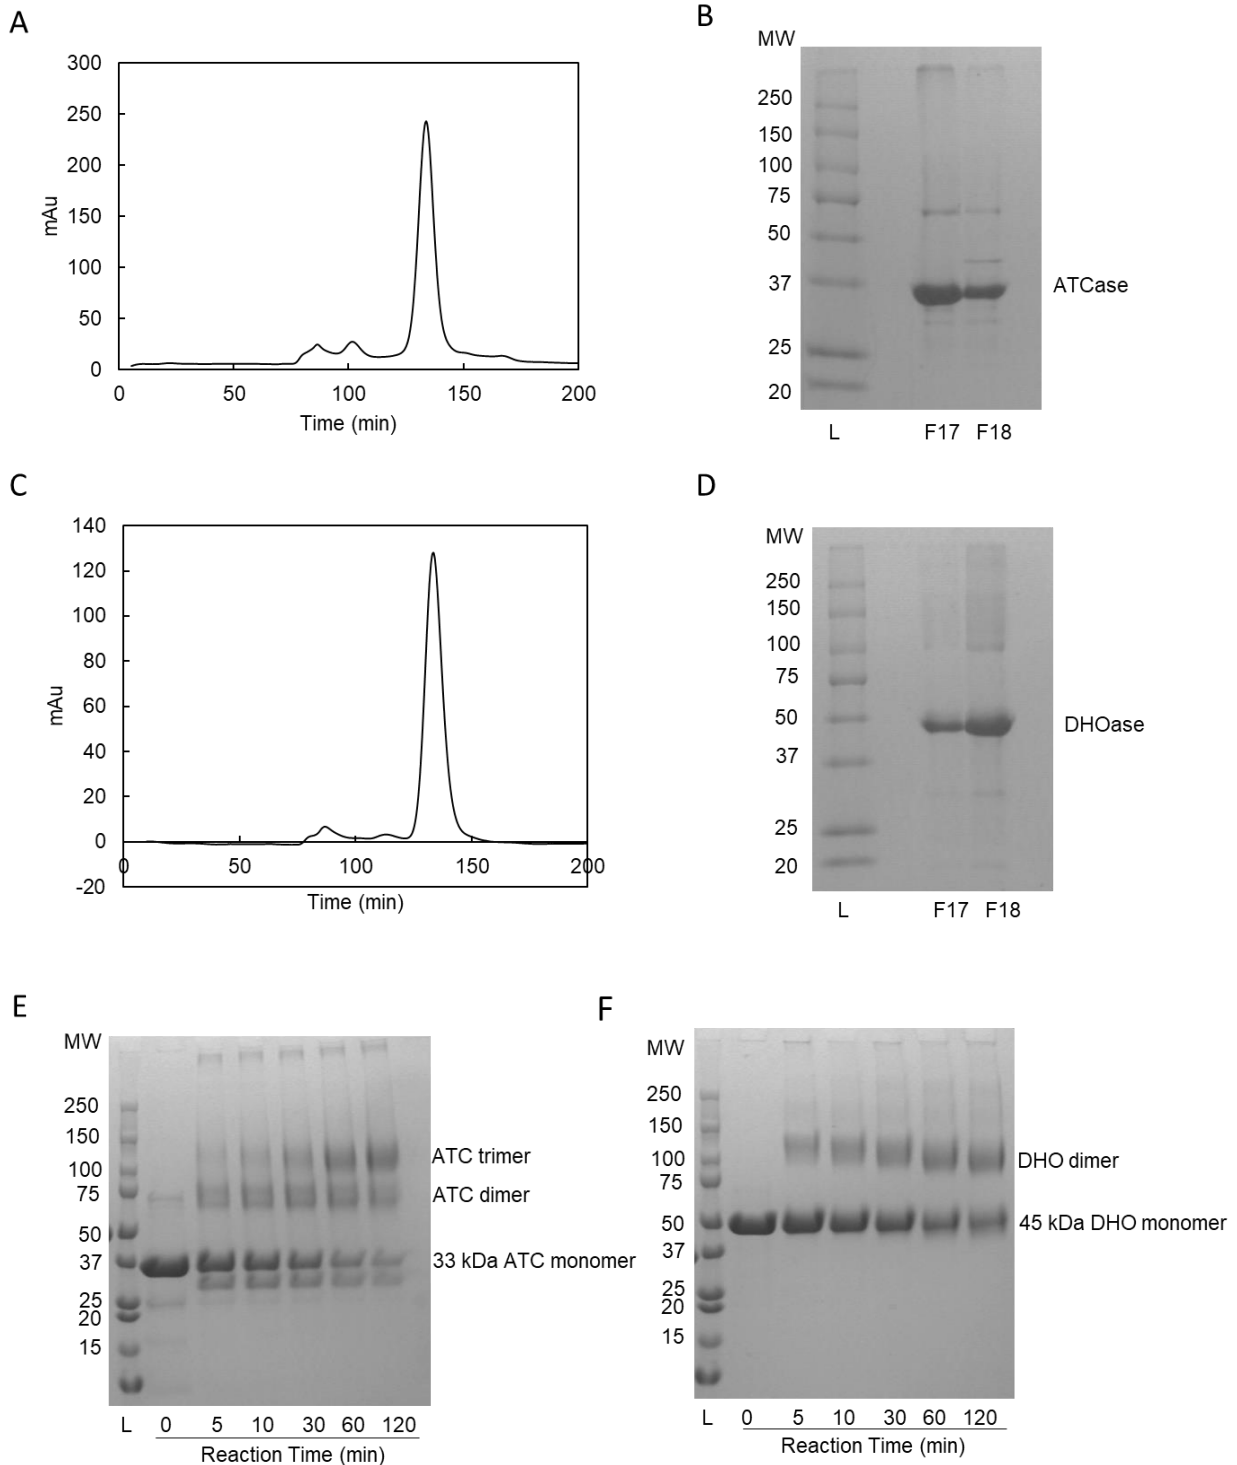 A
300
250
200
150
100
50
0
mAu
0 50 100 150 200
Time (min)
B
MW
250
150
100
75
50
37
25
20
ATCase
L F17 F18
C
140
120
100
80
60
40
20
0
-20
mAu
0 50 100 150 200
Time (min)
D
MW
250
150
100
75
50
37
25
20
DHOase
L F17 F18
E
MW
250
150
100
75
50
37
25
20
15
ATC trimer
ATC dimer
33 kDa ATC monomer
L 0 5 10 30 60 120
Reaction Time (min)
F
MW
250
150
100
75
50
37
25
20
15
DHO dimer
45 kDa DHO monomer
L 0 5 10 30 60 120
Reaction Time (min)